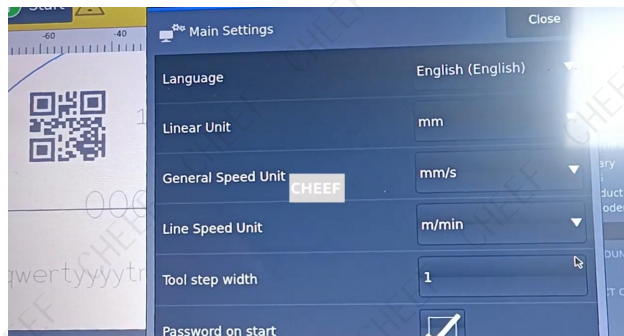 Start
-60 -40
Main Settings
Close
Language
English (English)
Linear Unit
mm
General Speed Unit
mm/s
CHEEF
Line Speed Unit
m/min
Tool step width
1
Password on start
000
qwertyyyytr